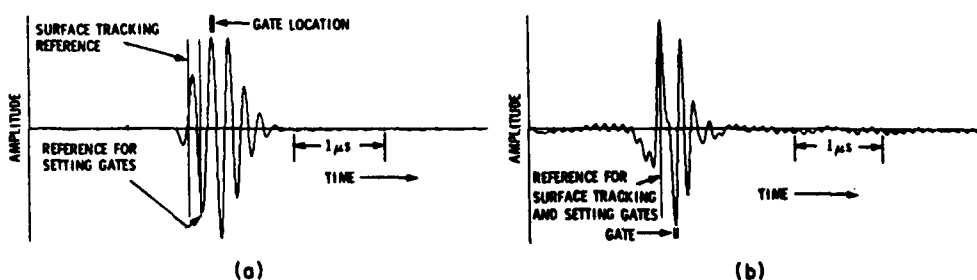 SURFACE TRACKING
REFERENCE
GATE LOCATION
AMPLITUDE
REFERENCE FOR
SETTING GATES
1 μs
TIME
(a)
AMPLITUDE
1 μs
REFERENCE FOR
SURFACE TRACKING
AND SETTING GATES
TIME
GATE
(b)